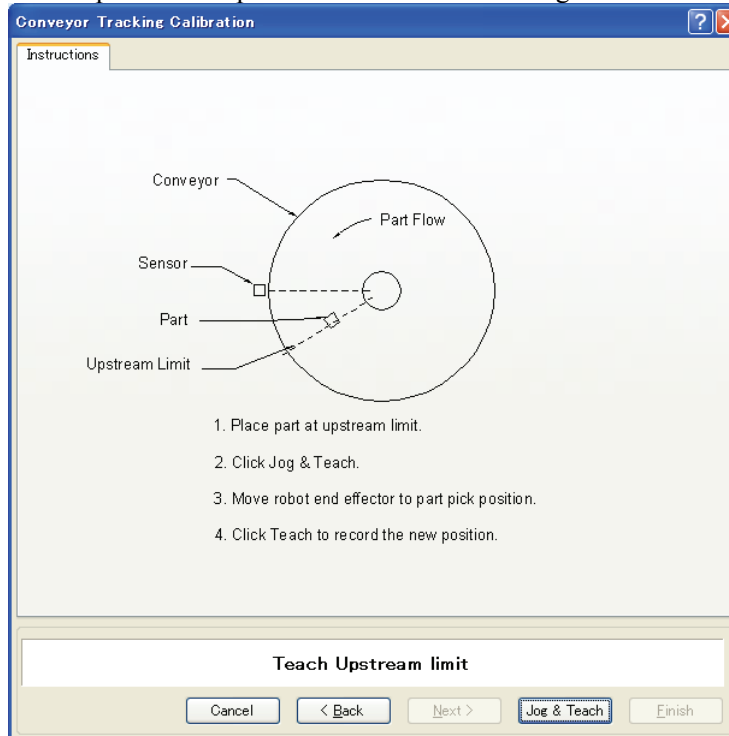 Conveyor Tracking Calibration
Instructions
Conveyor
Part Flow
Sensor
Part
Upstream Limit
1. Place part at upstream limit.
2. Click Jog & Teach.
3. Move robot end effector to part pick position.
4. Click Teach to record the new position.
Teach Upstream limit
Cancel < Back Next > Jog & Teach Finish